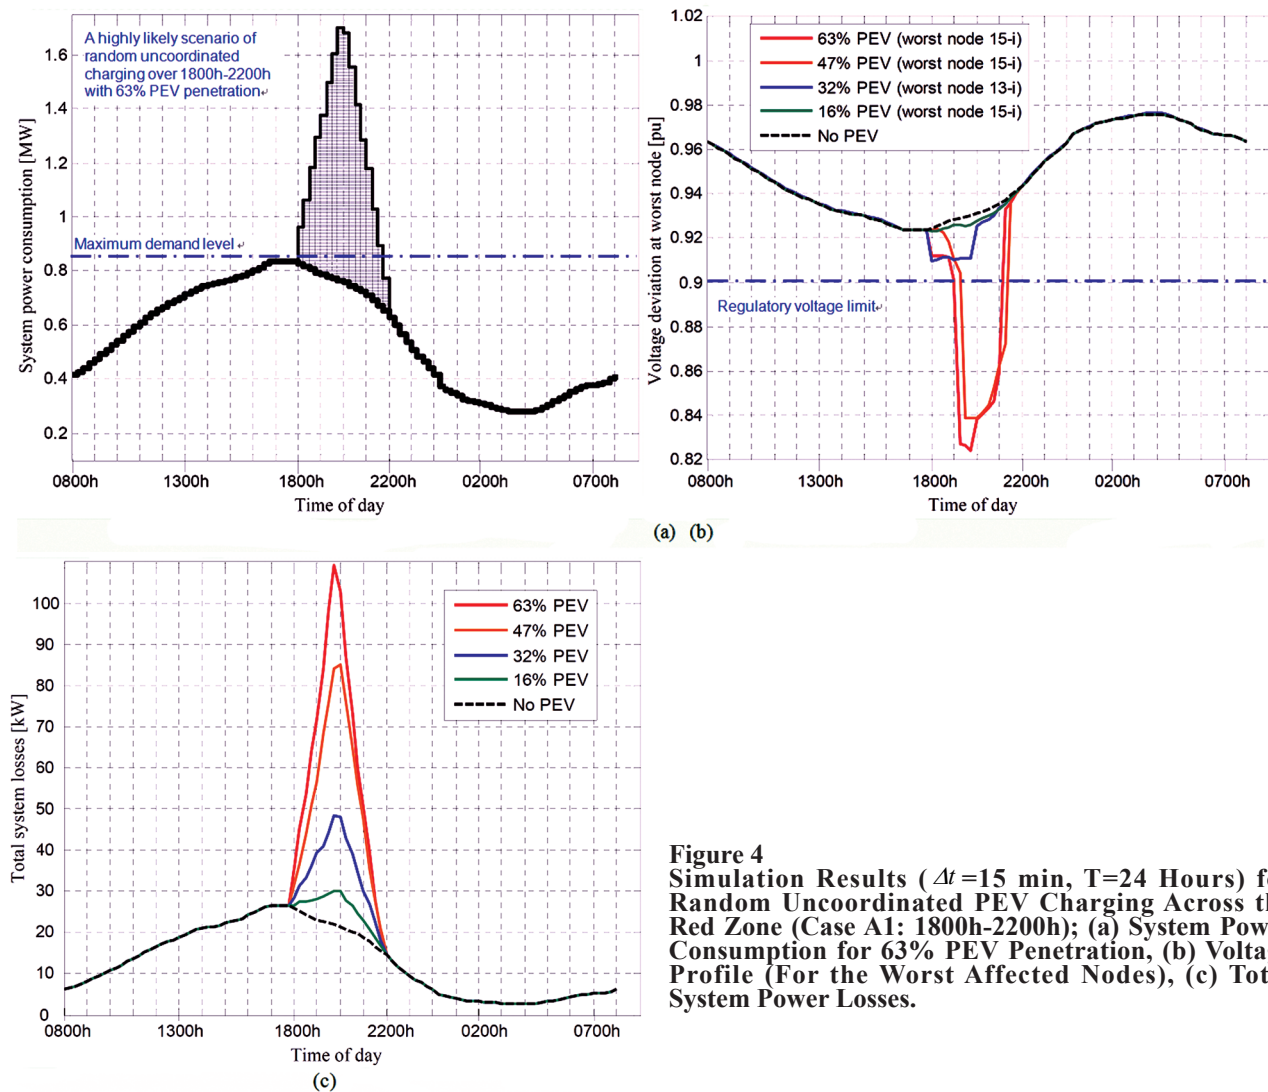 A highly likely scenario of
random uncoordinated
charging over 1800h-2200h
with 63% PEV penetration
Maximum demand level
System power consumption [MW]
1.6
1.4
1.2
1
0.8
0.6
0.4
0.2
0800h 1300h 1800h 2200h 0200h 0700h
Time of day
63% PEV (worst node 15-i)
47% PEV (worst node 15-i)
32% PEV (worst node 13-i)
16% PEV (worst node 15-i)
No PEV
Regulatory voltage limit
Voltage deviation at worst node [pu]
1.02
1
0.98
0.96
0.94
0.92
0.9
0.88
0.86
0.84
0.82
0800h 1300h 1800h 2200h 0200h 0700h
Time of day
(a) (b)
63% PEV
47% PEV
32% PEV
16% PEV
No PEV
Total system losses [kW]
100
90
80
70
60
50
40
30
20
10
0
0800h 1300h 1800h 2200h 0200h 0700h
Time of day
(c)
Figure 4
Simulation Results ( Δt =15 min, T=24 Hours) f
Random Uncoordinated PEV Charging Across th
Red Zone (Case A1: 1800h-2200h); (a) System Pow
Consumption for 63% PEV Penetration, (b) Volta
Profile (For the Worst Affected Nodes), (c) Tot
System Power Losses.